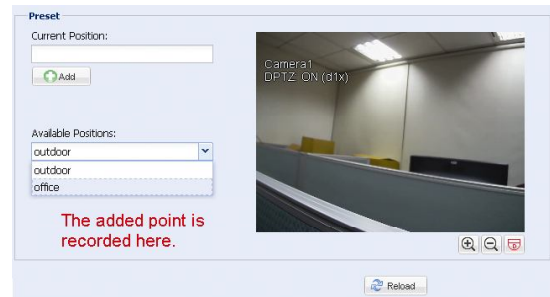 Preset
Current Position:
Add
Available Positions:
outdoor
outdoor
office
The added point is
recorded here.
Camera1
DPTZ ON (d1x)
Reload